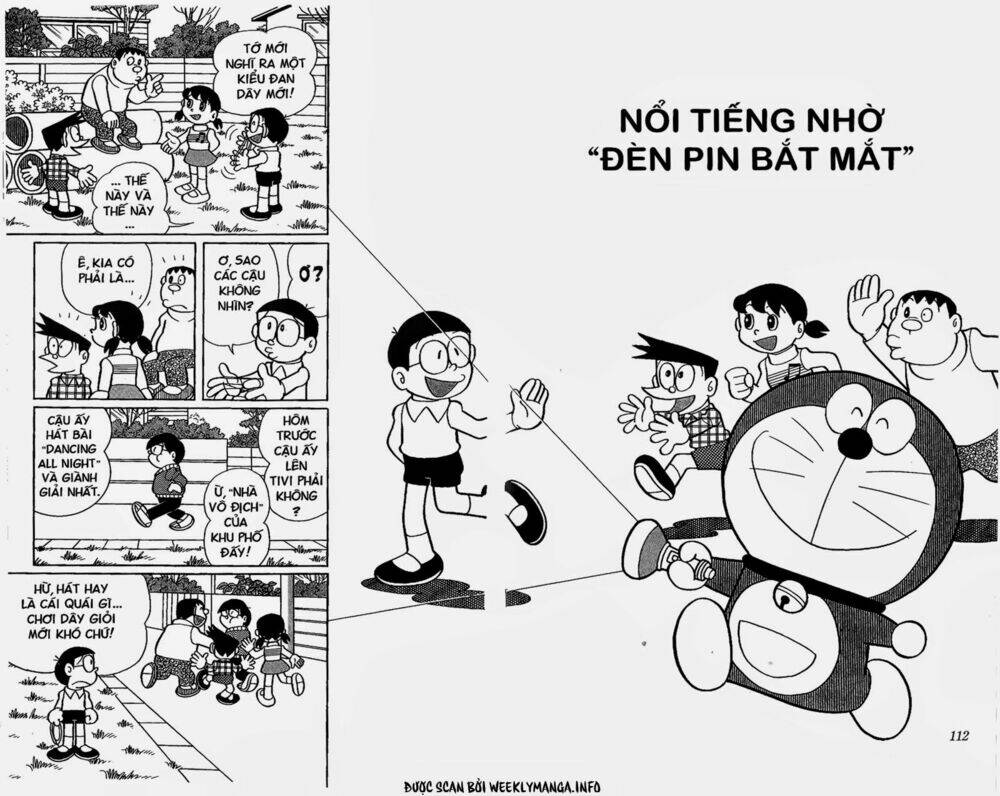 NỔI TIẾNG NHỜ
“ĐÈN PIN BẮT MẮT”
112
TỚ MỚI
NGHĨ RA MỘT
KIỂU ĐAN
DÂY MỚI!
... THẾ
NÀY VÀ
THẾ NÀY
...
Ơ?
Ơ, SAO
CÁC CẬU
KHÔNG
NHÌN?
Ê, KIA CÓ
PHẢI LÀ...
HÔM
TRƯỚC
CẬU ẤY
LÊN
TIVI PHẢI
KHÔNG
?
Ừ, “NHÀ
VÔ ĐỊCH”
CỦA
KHU PHỐ
ĐẤY!
CẬU ẤY
HÁT BÀI
“DANCING
ALL NIGHT”
VÀ GIÀNH
GIẢI NHẤT.
HỪ, HÁT HAY
LÀ CÁI QUÁI GÌ...
CHƠI DÂY GIỎI
MỚI KHÓ CHỨ!
ĐƯỢC SCAN BỞI WEEKLYMANGA.INFO